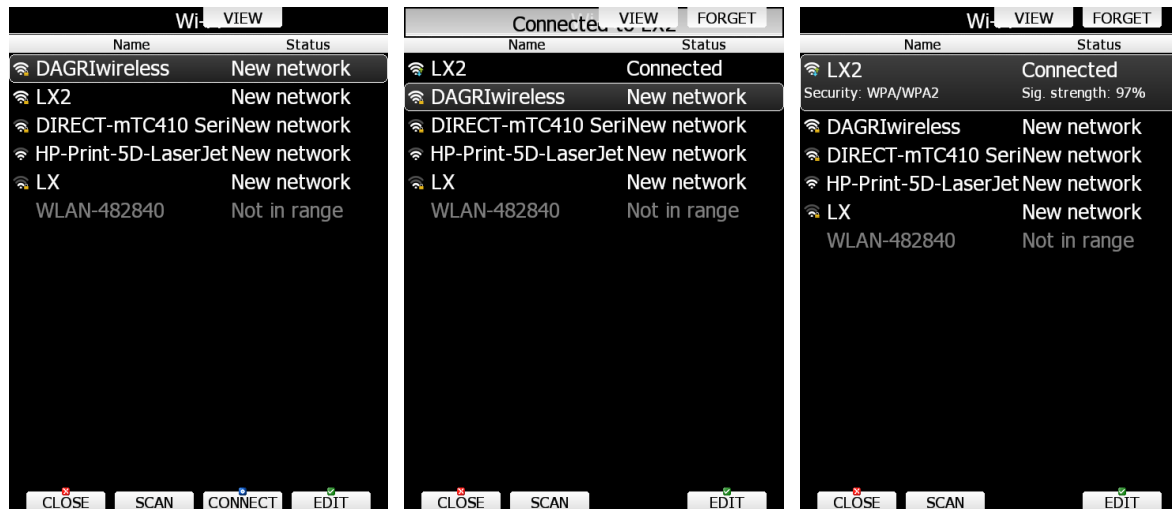 Wi-
VIEW
Name Status
DAGRIwireless New network
LX2 New network
DIRECT-mTC410 Seri New network
HP-Print-5D-LaserJet New network
LX New network
WLAN-482840 Not in range
CLOSE SCAN CONNECT EDIT
Connected to LX2
VIEW FORGET
Name Status
LX2 Connected
DAGRIwireless New network
DIRECT-mTC410 Seri New network
HP-Print-5D-LaserJet New network
LX New network
WLAN-482840 Not in range
CLOSE SCAN EDIT
Wi-
VIEW FORGET
Name Status
LX2 Connected
Security: WPA/WPA2 Sig. strength: 97%
DAGRIwireless New network
DIRECT-mTC410 Seri New network
HP-Print-5D-LaserJet New network
LX New network
WLAN-482840 Not in range
CLOSE SCAN EDIT